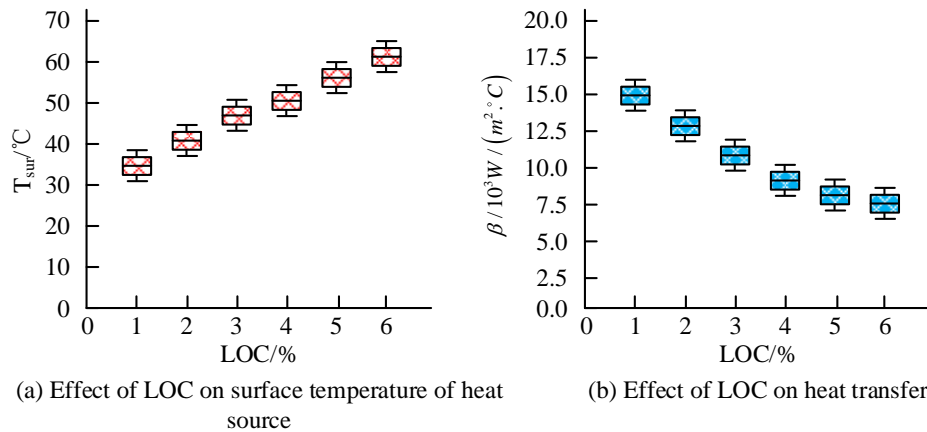 70
60
50
40
30
20
10
0
T_sur/℃
0 1 2 3 4 5 6
LOC/%
(a) Effect of LOC on surface temperature of heat
source
20.0
17.5
15.0
12.5
10.0
7.5
5.0
2.5
0.0
β / 10³W / (m².°C)
0 1 2 3 4 5 6
LOC/%
(b) Effect of LOC on heat transfer